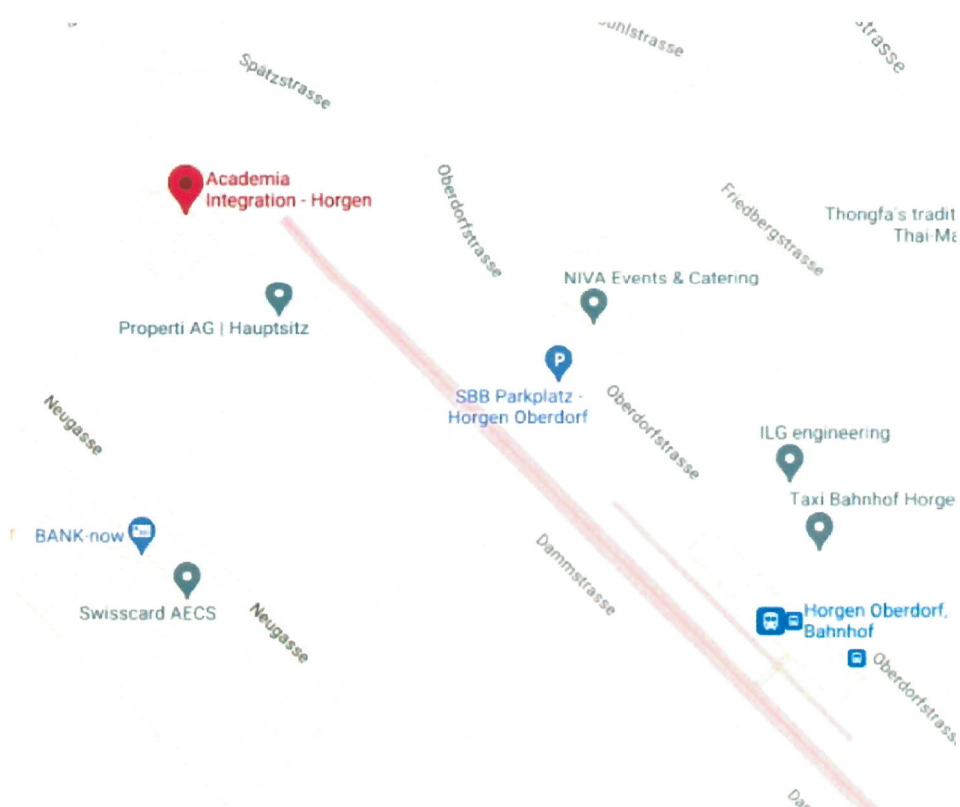 Spätzstrasse
strasse
Academia
Integration - Horgen
Oberdorfstrasse
Friedbergstrasse
Thongfa's tradit
Thai-Ma
NIVA Events & Catering
Properti AG | Hauptsitz
P
SBB Parkplatz -
Horgen Oberdorf
Oberdorfstrasse
Neugasse
ILG engineering
Taxi Bahnhof Horge
BANK-now
Dammstrasse
Swisscard AECS
Neugasse
Horgen Oberdorf,
Bahnhof
Oberdorfstrass